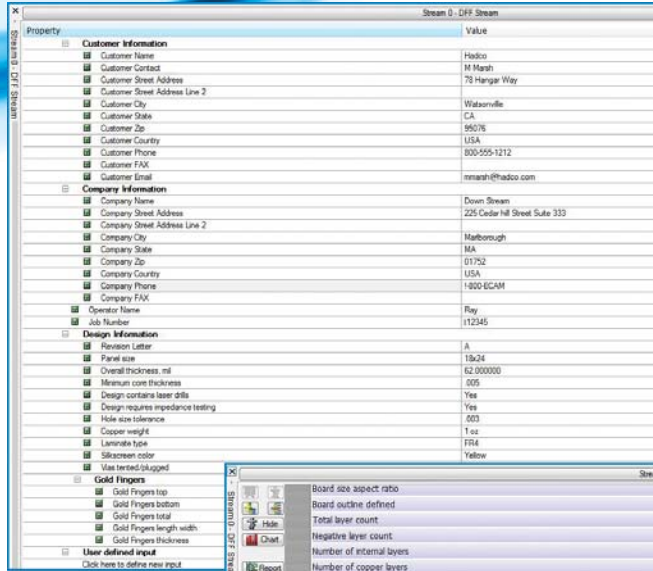 Stream 0 - DFF Stream
Stream 0 - DFF Stream
Property Value
Customer Information
Customer Name Hadco
Customer Contact M Marsh
Customer Street Address 78 Hangar Way
Customer Street Address Line 2
Customer City Watsonville
Customer State CA
Customer Zip 95076
Customer Country USA
Customer Phone 800-555-1212
Customer FAX
Customer Email mmarsh@hadco.com
Company Information
Company Name Down Stream
Company Street Address 225 Cedar hill Street Suite 333
Company Street Address Line 2
Company City Marlborough
Company State MA
Company Zip 01752
Company Country USA
Company Phone !-800-ECAM
Company FAX
Operator Name Ray
Job Number t12345
Design Information
Revision Letter A
Panel size 18x24
Overall thickness, mil 62.000000
Minimum core thickness .005
Design contains laser drills Yes
Design requires impedance testing Yes
Hole size tolerance .003
Copper weight 1 oz
Laminate type FR4
Silkscreen color Yellow
Vias tented/plugged
Gold Fingers
Gold Fingers top
Gold Fingers bottom
Gold Fingers total
Gold Fingers length width
Gold Fingers thickness
User defined input
Click here to define new input
Stre
Stream 0 - DFF Stre
Board size aspect ratio
Board outline defined
Hide Total layer count
Chart Negative layer count
Number of internal layers
Report Number of copper layers